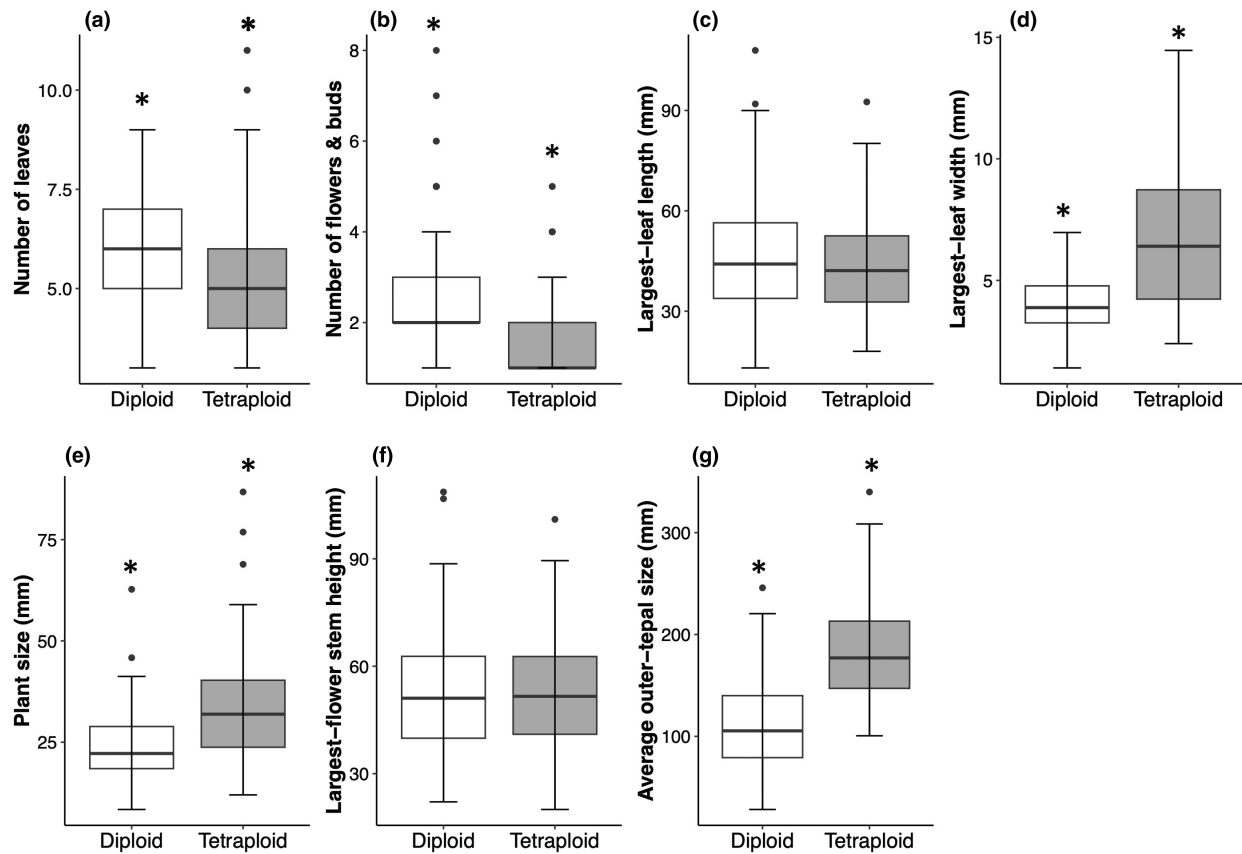 (a)
*
*
Number of leaves
10.0
7.5
5.0
Diploid
Tetraploid
(b)
*
*
Number of flowers & buds
8
6
4
2
Diploid
Tetraploid
(c)
Largest-leaf length (mm)
90
60
30
Diploid
Tetraploid
(d)
*
*
Largest-leaf width (mm)
15
10
5
Diploid
Tetraploid
(e)
*
*
Plant size (mm)
75
50
25
Diploid
Tetraploid
(f)
Largest-flower stem height (mm)
90
60
30
Diploid
Tetraploid
(g)
*
*
Average outer-tepal size (mm)
300
200
100
Diploid
Tetraploid